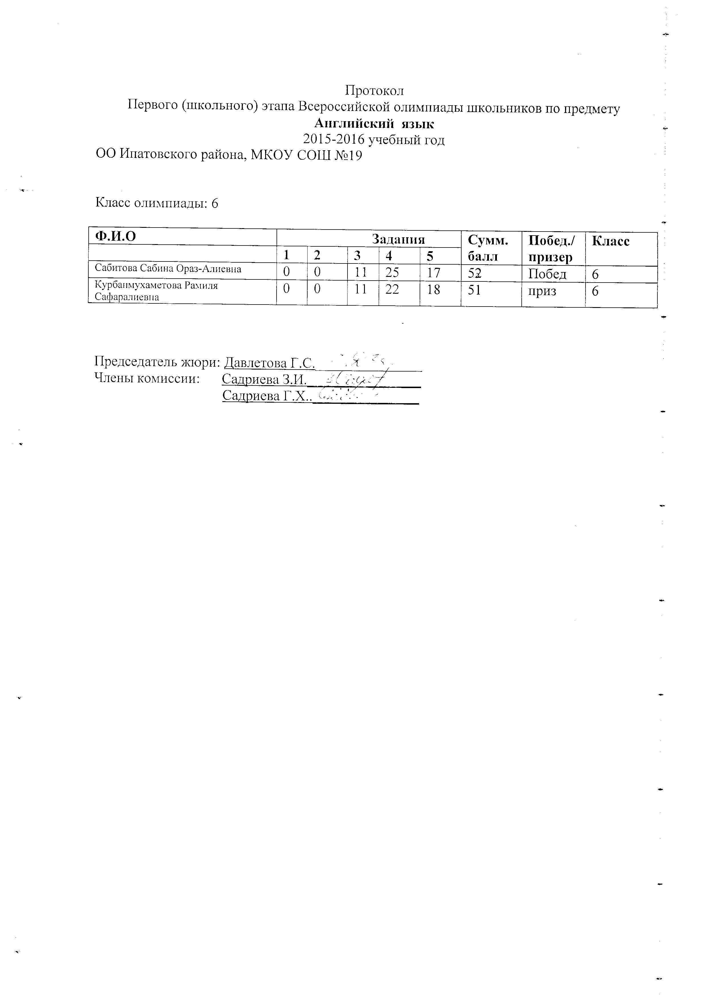 Протокол
Первого (школьного) этапа Всероссийской олимпиады школьников по предмету
Английский язык
2015-2016 учебный год
ОО Ипатовского района, МКОУ СОШ №19
Класс олимпиады: 6
Ф.И.О Задания Сумм. балл Побед./ призер Класс
1 2 3 4 5
Сабитова Сабина Ораз-Алиевна 0 0 11 25 17 52 Побед 6
Курбанмухаметова Рамиля Сафаралиевна 0 0 11 22 18 51 приз 6
Председатель жюри: Давлетова Г.С.
Члены комиссии: Садриева З.И.
Садриева Г.Х..